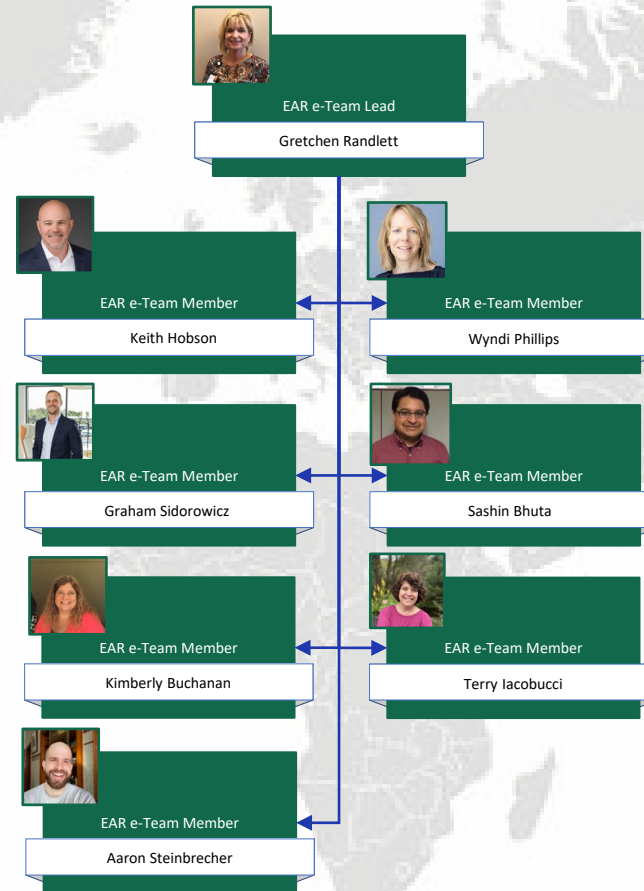 EAR e-Team Lead
Gretchen Randlett
EAR e-Team Member
Keith Hobson
EAR e-Team Member
Wyndi Phillips
EAR e-Team Member
Graham Sidorowicz
EAR e-Team Member
Sashin Bhuta
EAR e-Team Member
Kimberly Buchanan
EAR e-Team Member
Terry Iacobucci
EAR e-Team Member
Aaron Steinbrecher